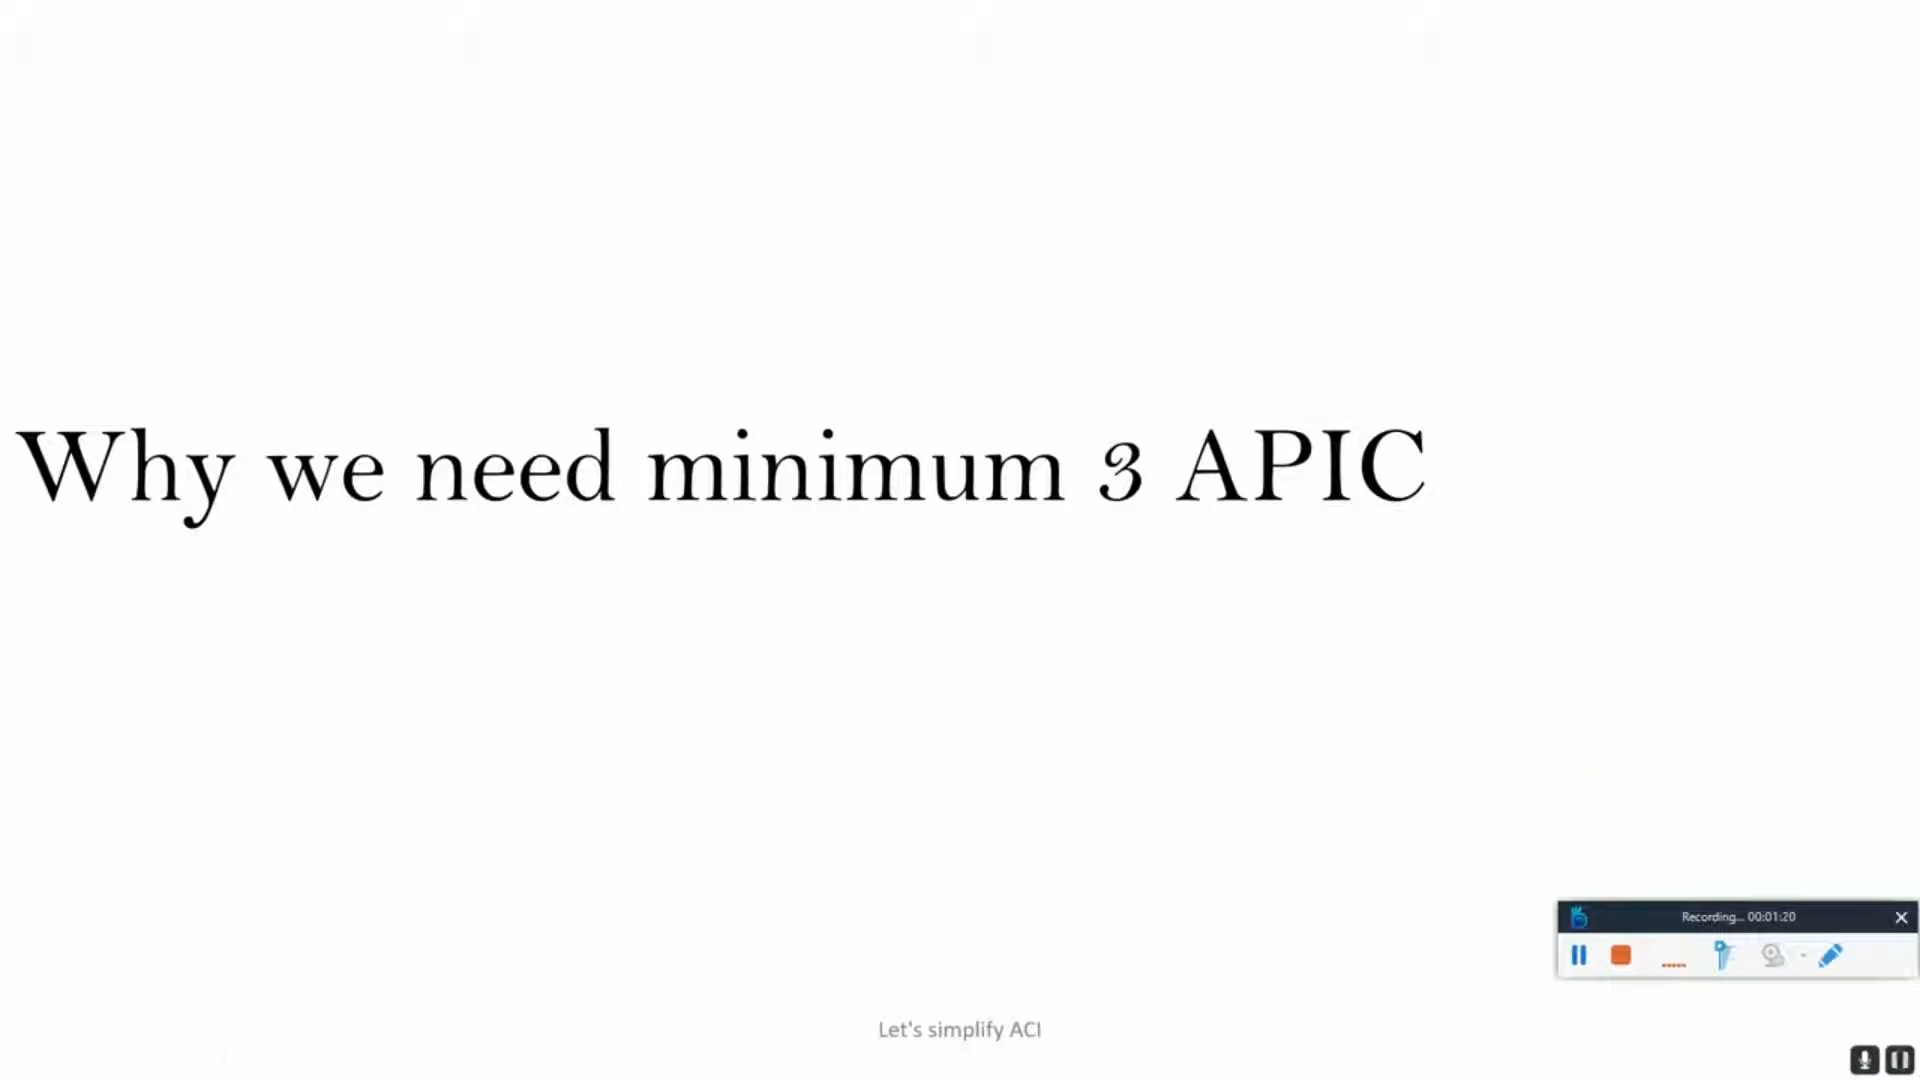 Why we need minimum 3 APIC
Recording... 00:01:20
Let's simplify ACI